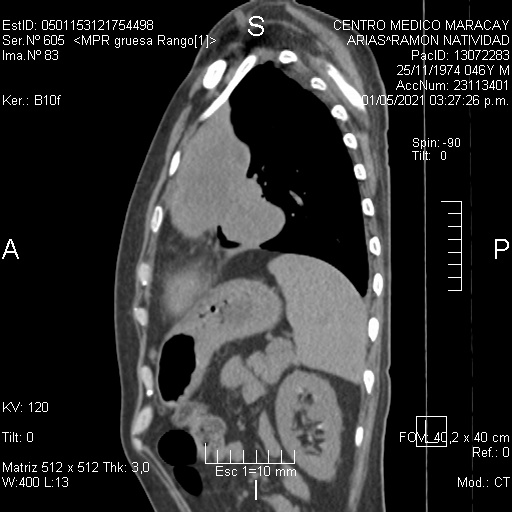 EstID: 0501153121754498
Ser.Nº 605 <MPR gruesa Rango[1]>
Ima.Nº 83
Ker.: B10f
S
CENTRO MEDICO MARACAY
ARIAS^RAMON NATIVIDAD
PacID: 13072283
25/11/1974 046Y M
AccNum: 23113401
01/05/2021 03:27:26 p.m.
Spin: -90
Tilt: 0
A
P
KV: 120
Tilt: 0
Matriz 512 x 512 Thk: 3,0
W:400 L:13
Esc 1=10 mm
I
FOV: 40,2 x 40 cm
Ref.: 0
Mod.: CT